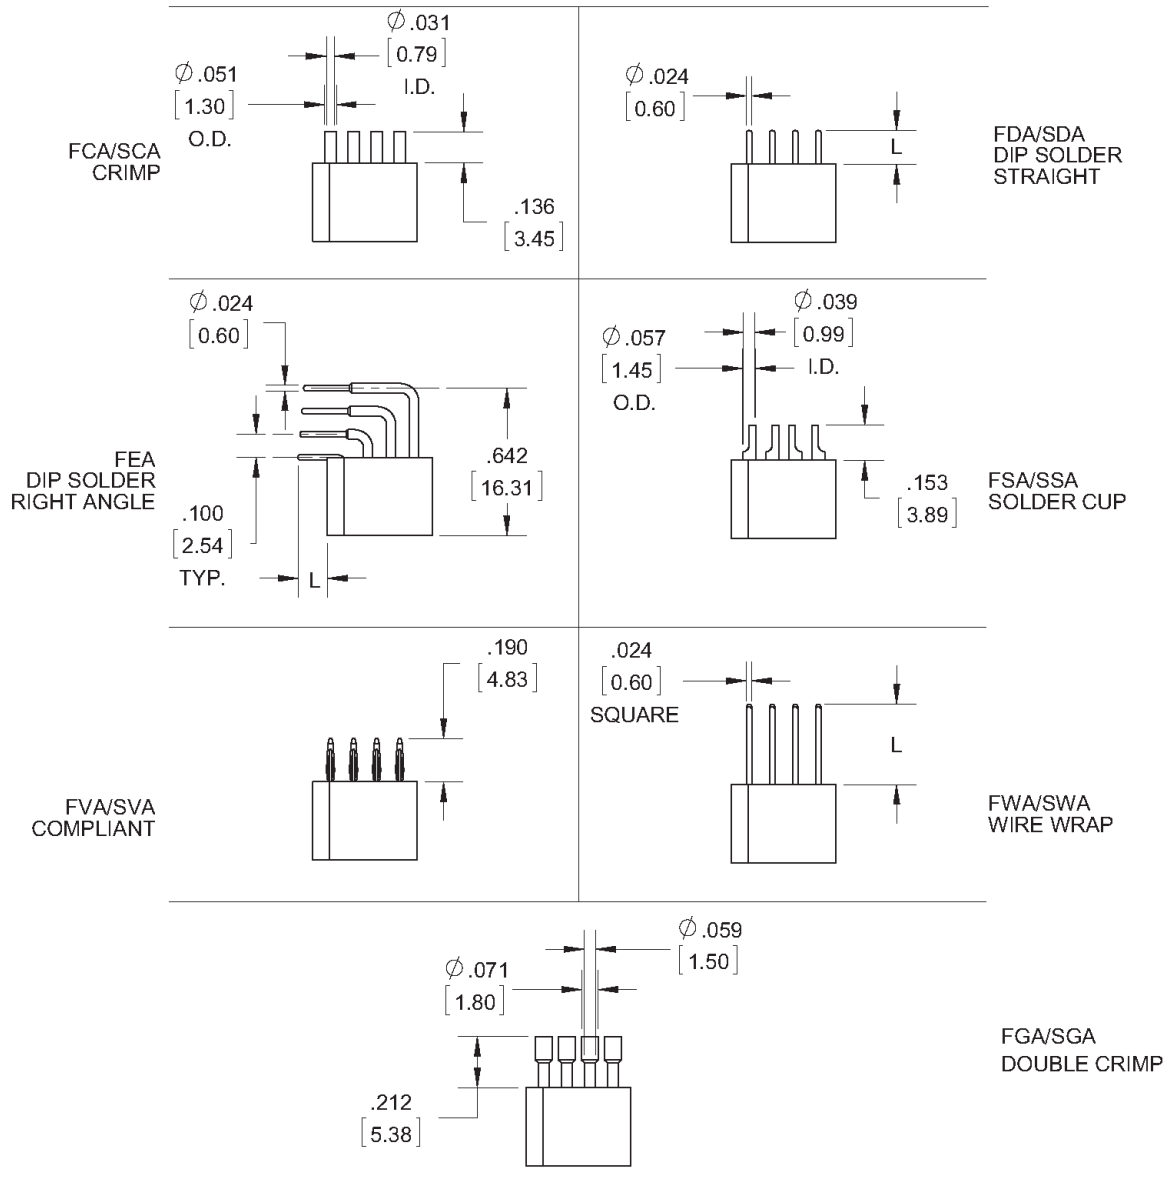 FCA/SCA
CRIMP
Ø.051
[1.30]
O.D.
Ø.031
[0.79]
I.D.
.136
[3.45]
Ø.024
[0.60]
L
FDA/SDA
DIP SOLDER
STRAIGHT
FEA
DIP SOLDER
RIGHT ANGLE
Ø.024
[0.60]
.100
[2.54]
TYP.
L
.642
[16.31]
Ø.057
[1.45]
O.D.
Ø.039
[0.99]
I.D.
.153
[3.89]
FSA/SSA
SOLDER CUP
FVA/SVA
COMPLIANT
.190
[4.83]
.024
[0.60]
SQUARE
L
FWA/SWA
WIRE WRAP
Ø.059
[1.50]
Ø.071
[1.80]
.212
[5.38]
FGA/SGA
DOUBLE CRIMP